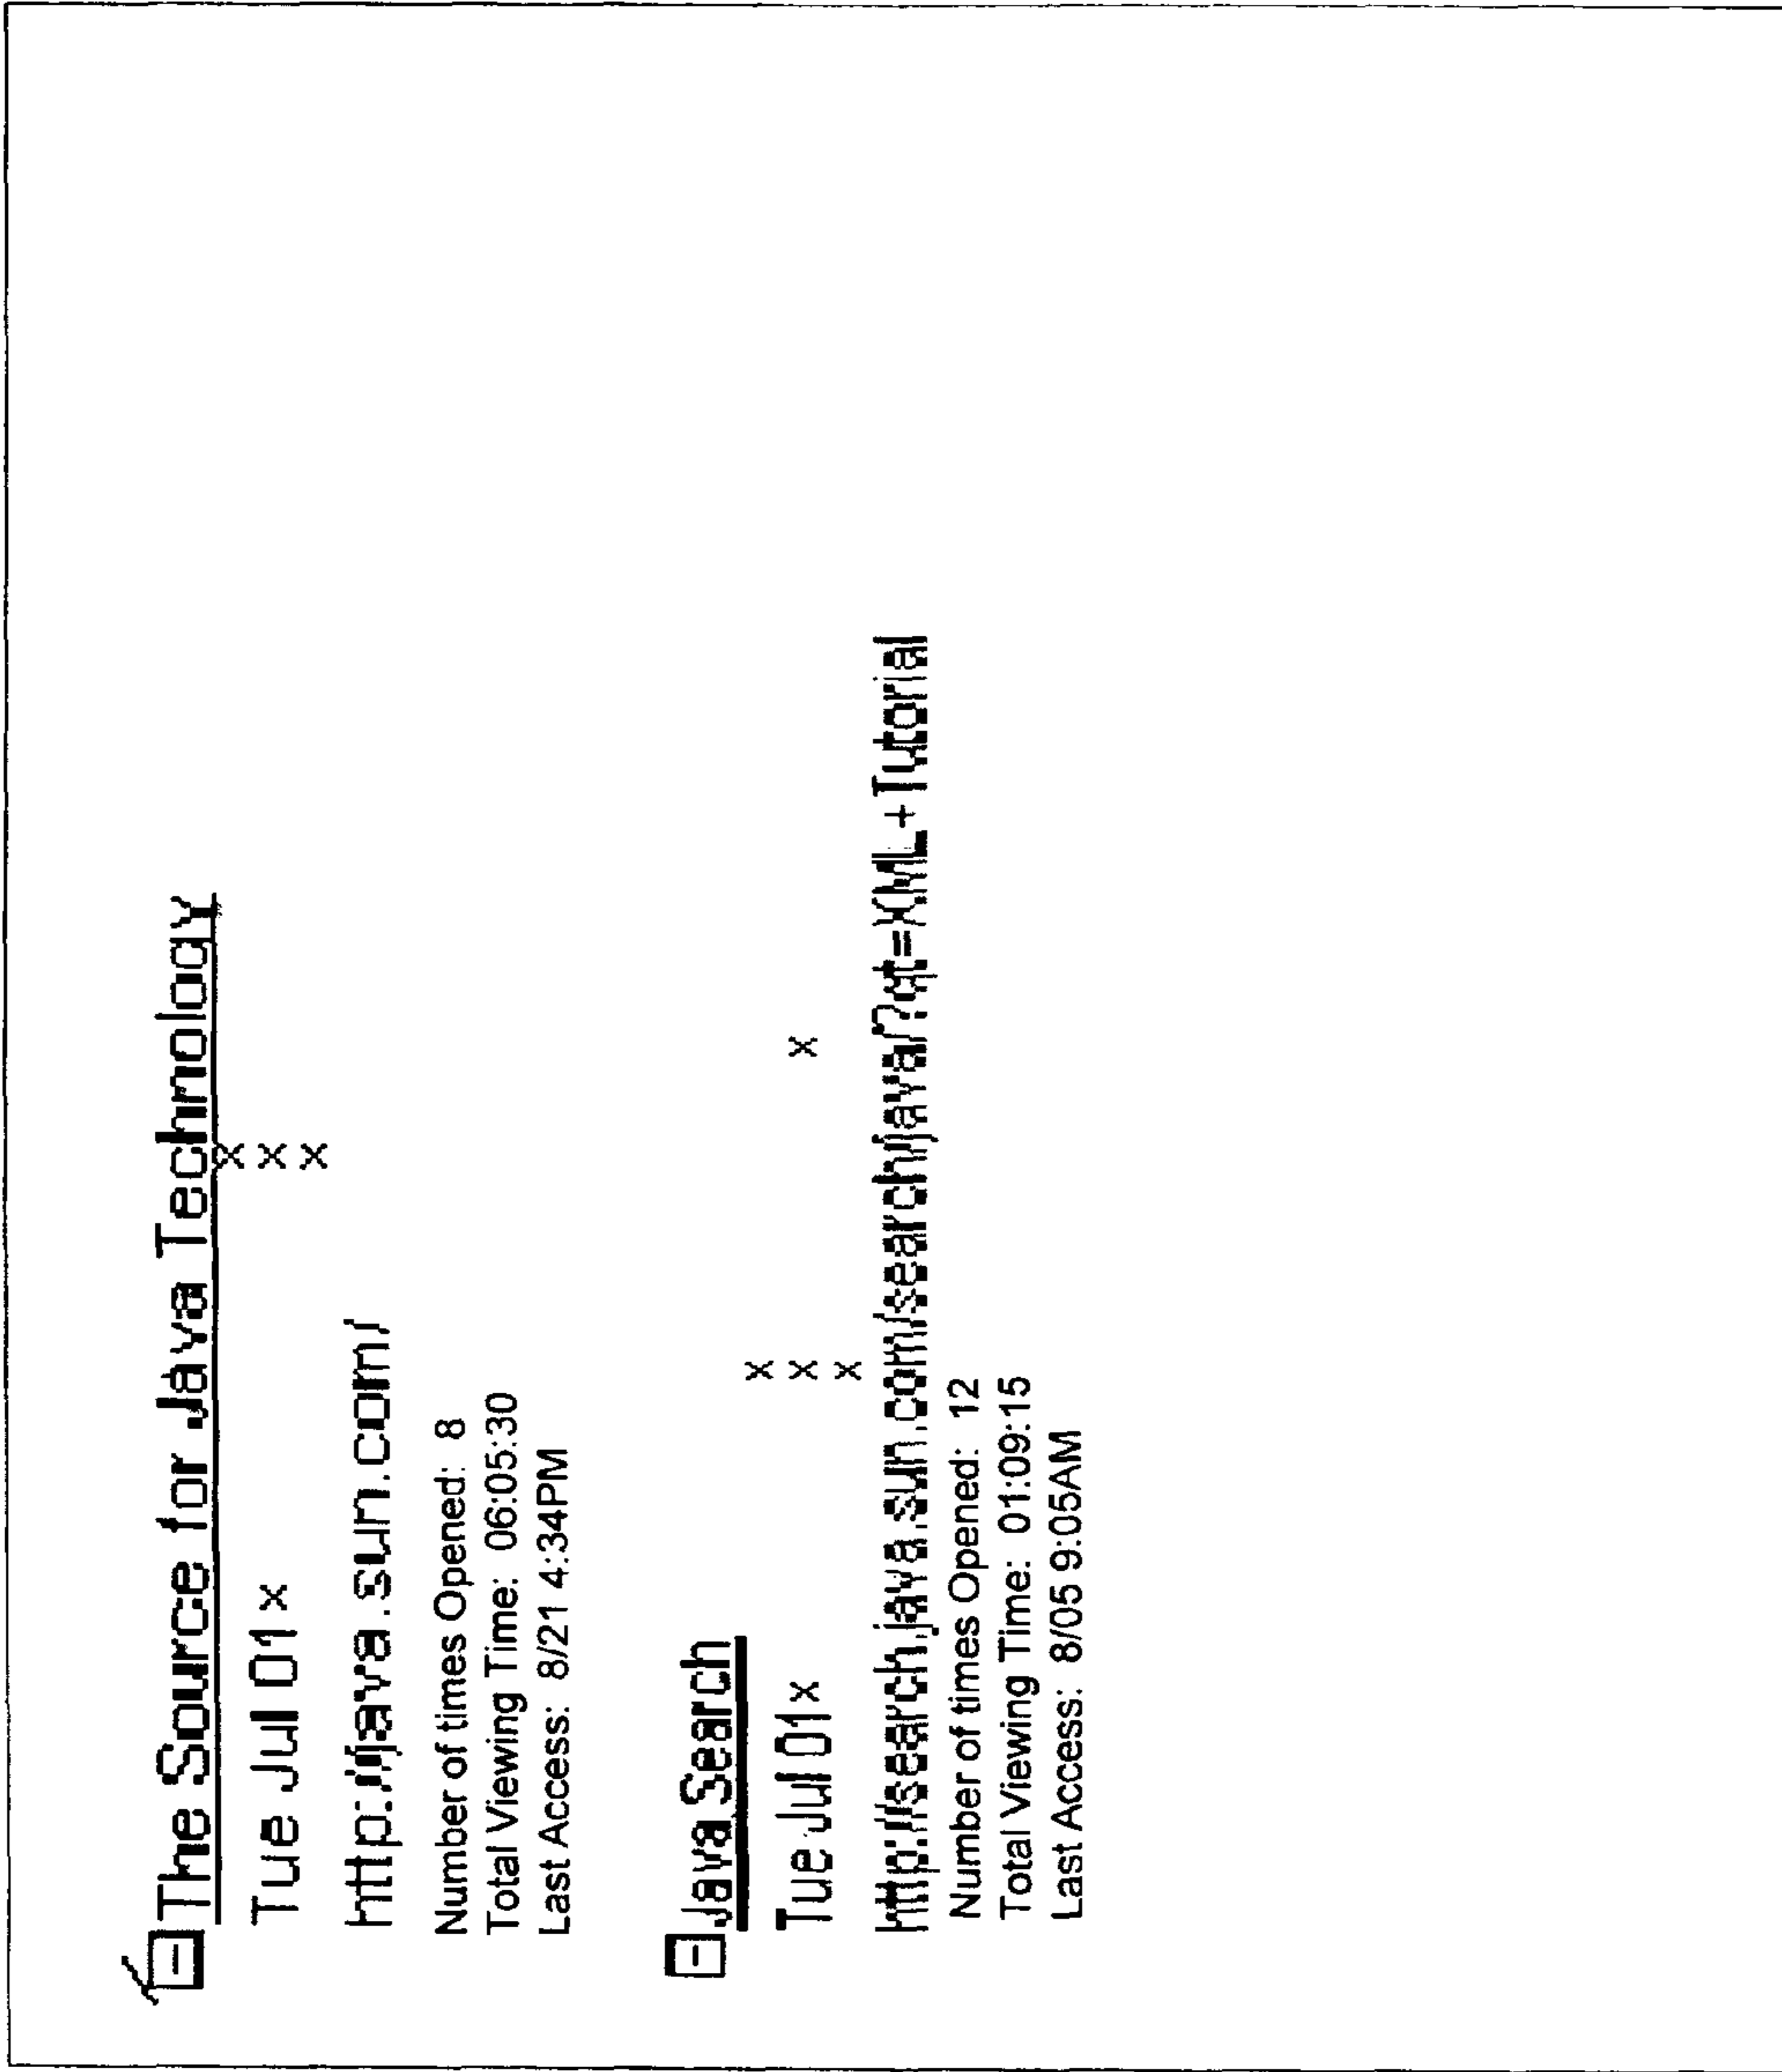 The Source for Java Technology
Tue Jul 01 x
x x x
http://java.sun.com/
Number of times Opened: 8
Total Viewing Time: 06:05:30
Last Access: 8/21 4:34PM
Java Search
Tue Jul 01 x
x x x
x
http://search.java.sun.com/search/java/?qt=XML+Tutorial
Number of times Opened: 12
Total Viewing Time: 01:09:15
Last Access: 8/05 9:05AM